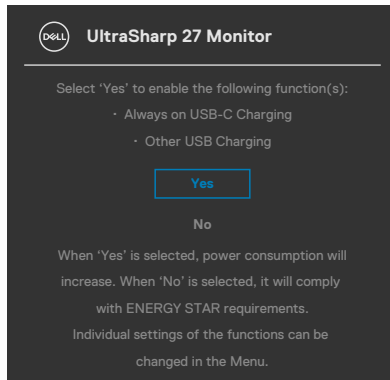 DELL
UltraSharp 27 Monitor
Select ‘Yes’ to enable the following function(s):
· Always on USB-C Charging
· Other USB Charging
Yes
No
When ‘Yes’ is selected, power consumption will
increase. When ‘No’ is selected, it will comply
with ENERGY STAR requirements.
Individual settings of the functions can be
changed in the Menu.